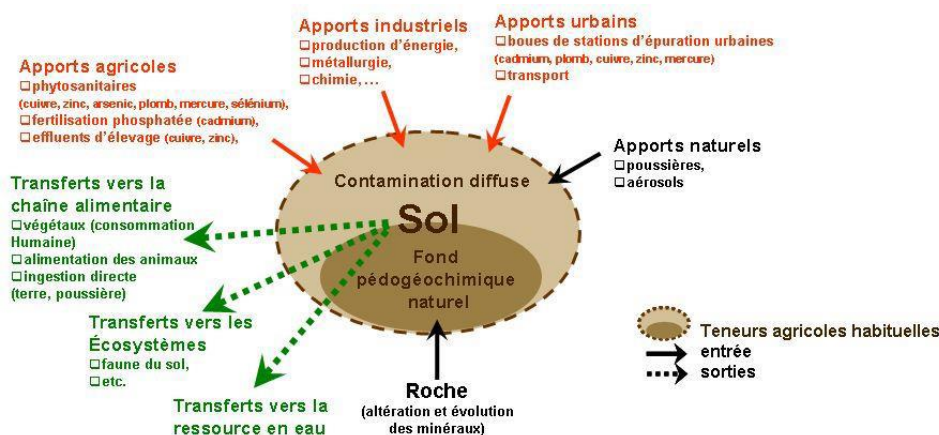 Apports industriels
❑production d'énergie,
❑métallurgie,
❑chimie, ...
Apports urbains
❑boues de stations d'épuration urbaines
(cadmium, plomb, cuivre, zinc, mercure)
❑transport
Apports agricoles
❑phytosanitaires
(cuivre, zinc, arsenic, plomb, mercure, sélénium),
❑fertilisation phosphatée (cadmium),
❑effluents d'élevage (cuivre, zinc),
Apports naturels
❑poussières,
❑aérosols
Contamination diffuse
Sol
Fond
pédogéochimique
naturel
Transferts vers la
chaîne alimentaire
❑végétaux (consommation
Humaine)
❑alimentation des animaux
❑ingestion directe
(terre, poussière)
Transferts vers les
Écosystèmes
❑faune du sol,
❑etc.
Transferts vers la
ressource en eau
Roche
(altération et évolution
des minéraux)
Teneurs agricoles habituelles
entrée
sorties